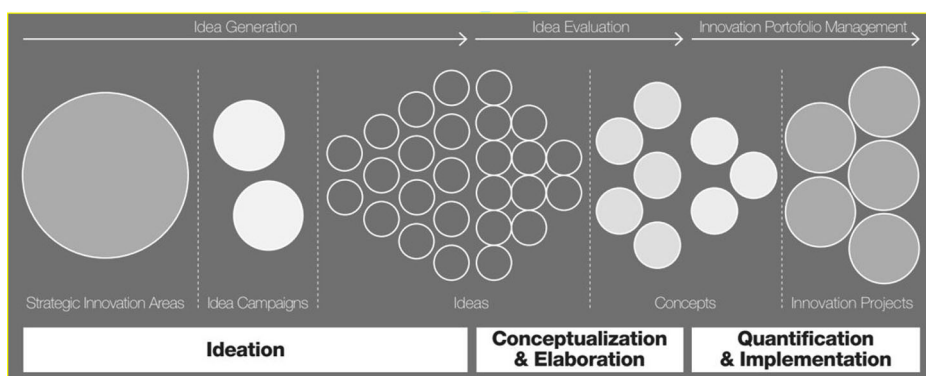 Idea Generation
Idea Evaluation
Innovation Portofolio Management
Strategic Innovation Areas
Idea Campaigns
Ideas
Concepts
Innovation Projects
Ideation
Conceptualization
& Elaboration
Quantification
& Implementation